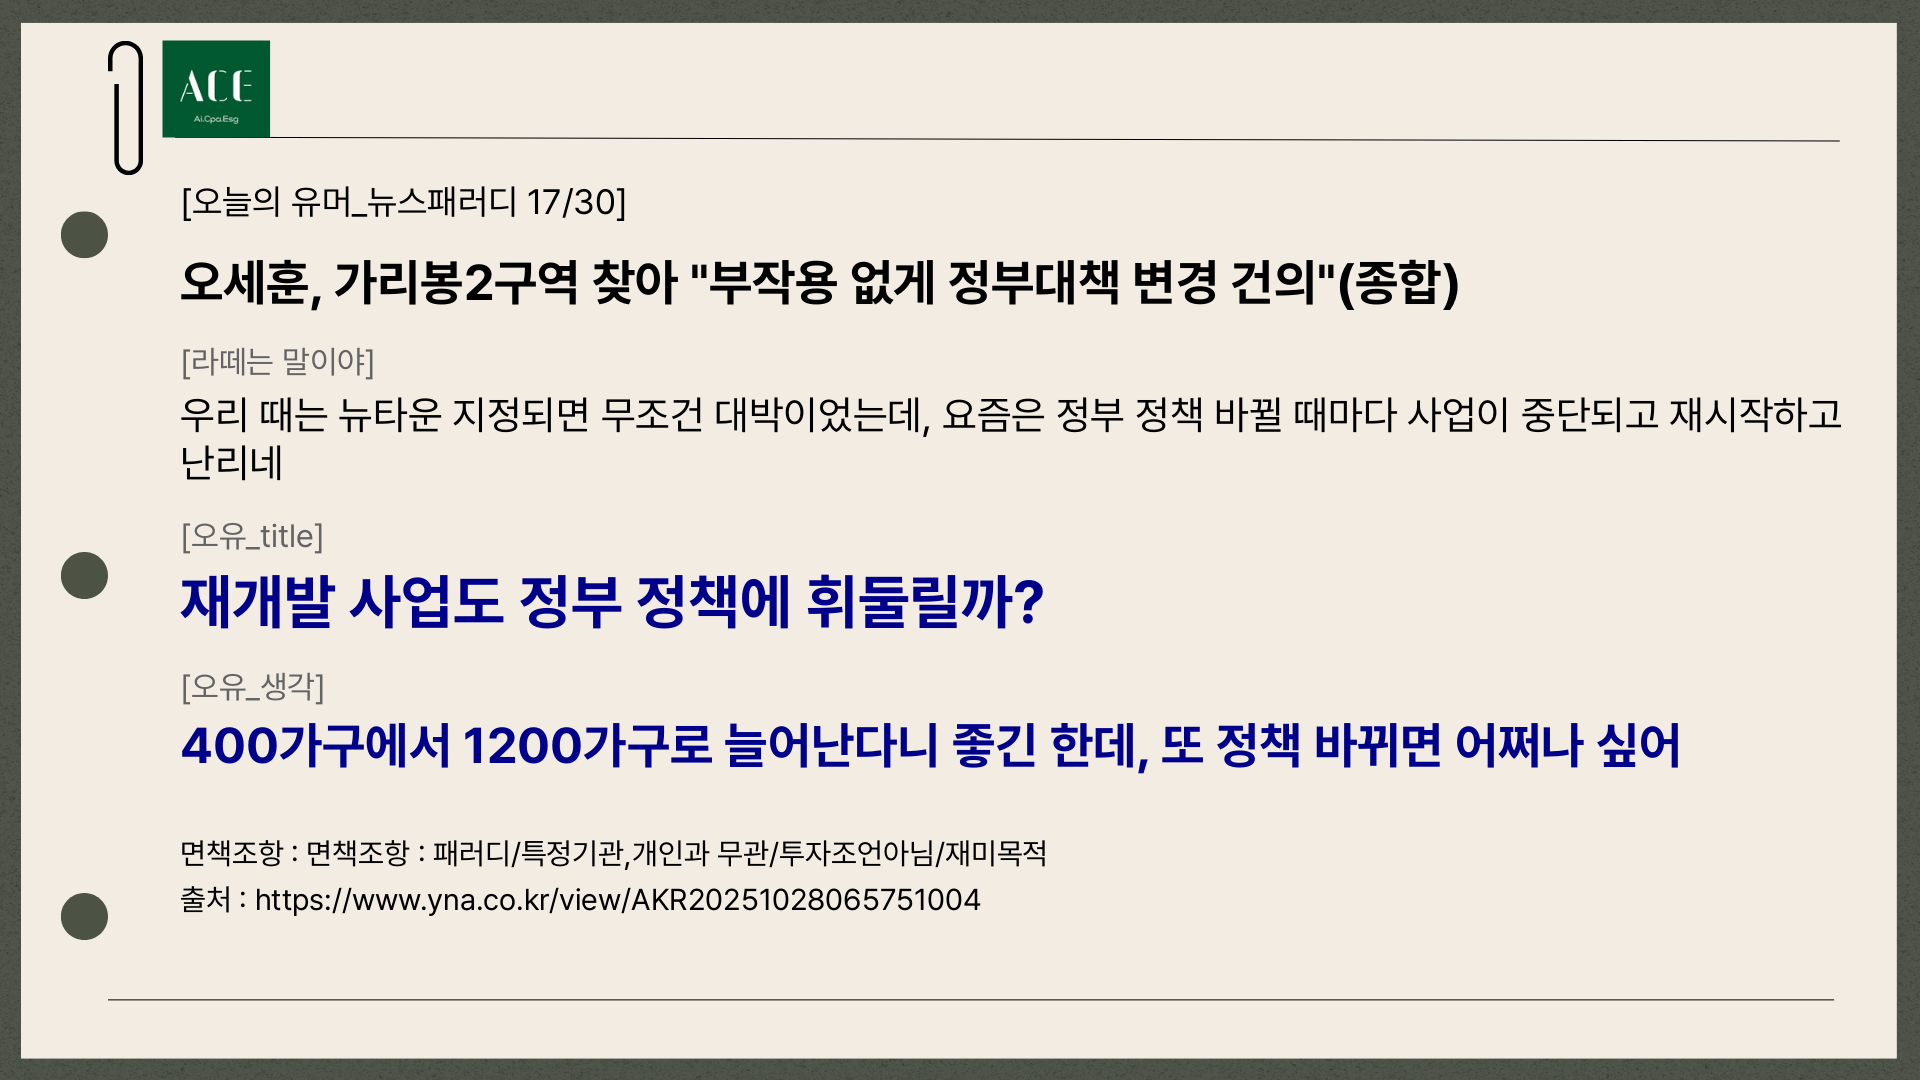 ACE
Ai.Cpa.Esg
[오늘의 유머_뉴스패러디 17/30]
오세훈, 가리봉2구역 찾아 "부작용 없게 정부대책 변경 건의"(종합)
[라떼는 말이야]
우리 때는 뉴타운 지정되면 무조건 대박이었는데, 요즘은 정부 정책 바뀔 때마다 사업이 중단되고 재시작하고
난리네
[오유_title]
재개발 사업도 정부 정책에 휘둘릴까?
[오유_생각]
400가구에서 1200가구로 늘어난다니 좋긴 한데, 또 정책 바뀌면 어쩌나 싶어
면책조항 : 면책조항 : 패러디/특정기관,개인과 무관/투자조언아님/재미목적
출처 : https://www.yna.co.kr/view/AKR20251028065751004